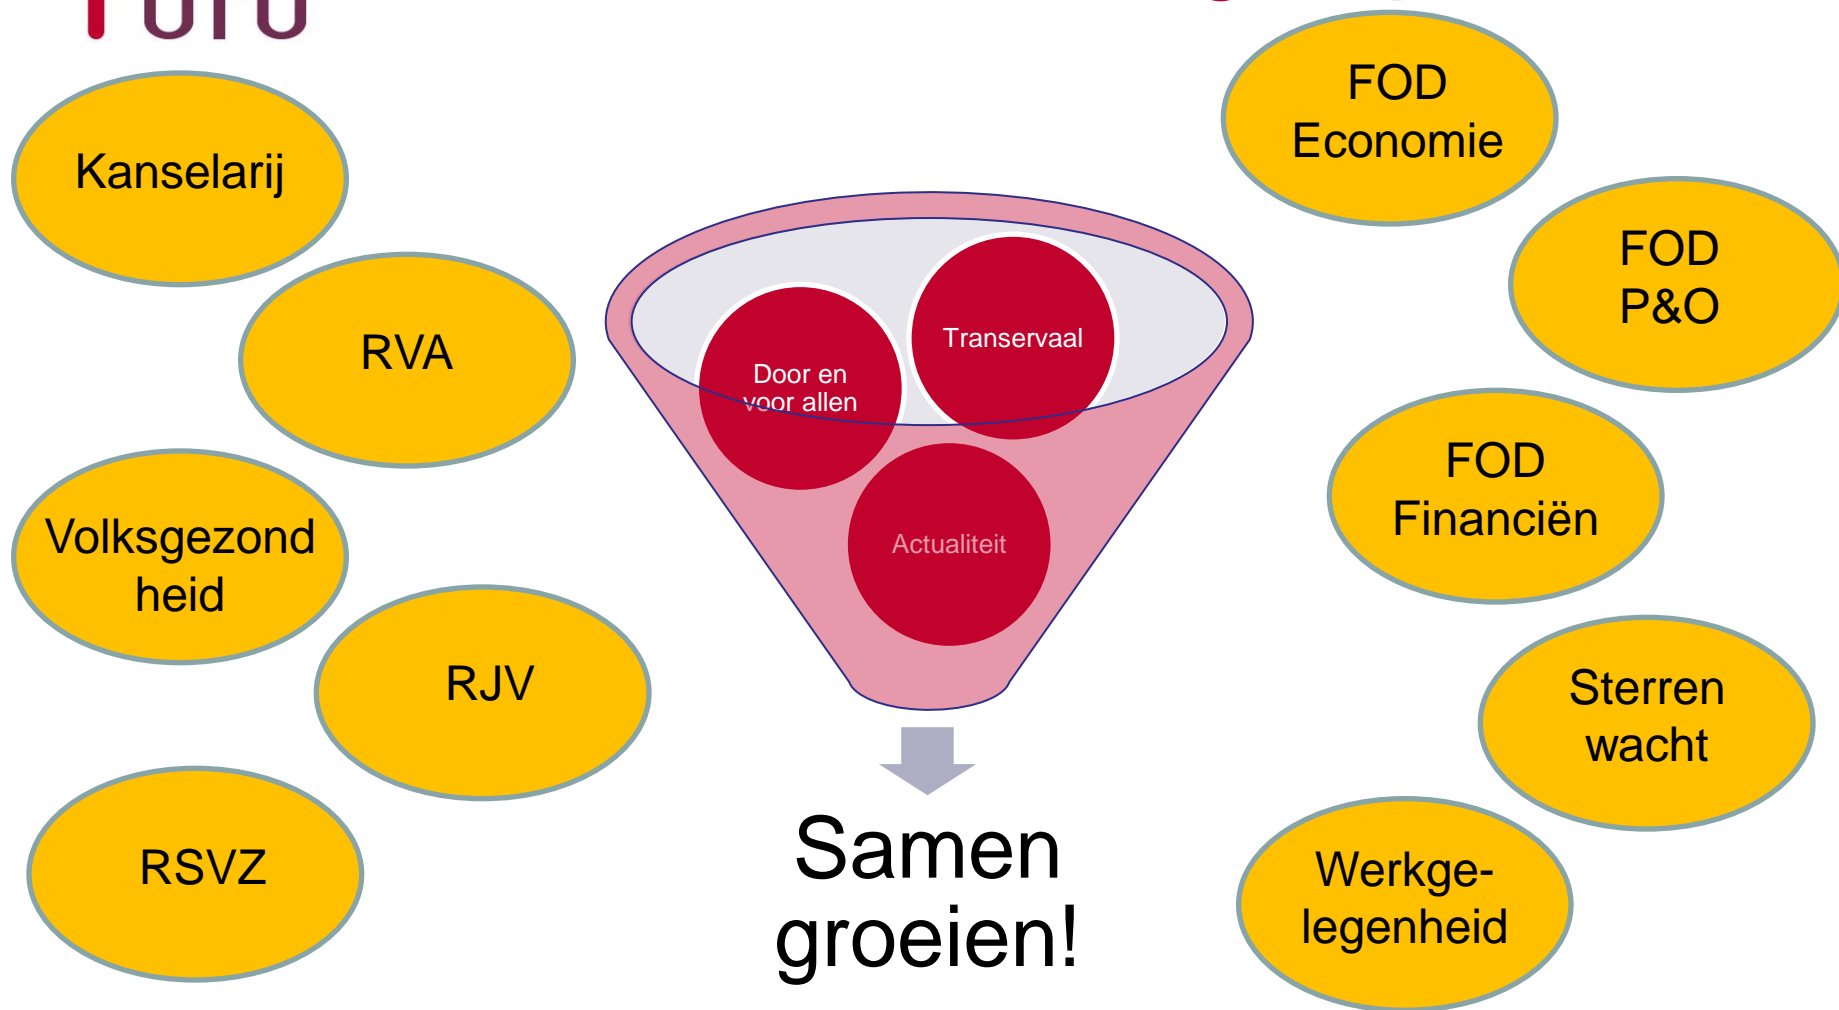 Kanselarij
RVA
Volksgezond
heid
RJV
RSVZ
Door en
voor allen
Transervaal
Actualiteit
Samen
groeien!
FOD
Economie
FOD
P&O
FOD
Financiën
Sterren
wacht
Werkge-
legenheid